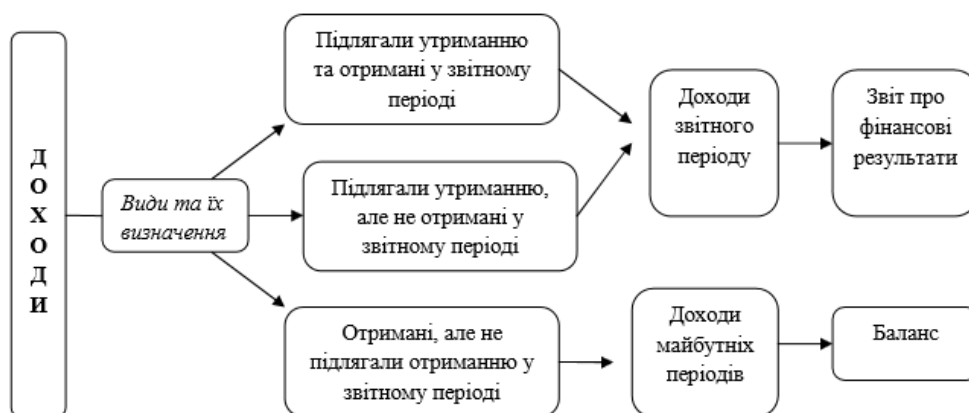 ДОХОДИ
Види та їх
визначення
Підлягали утриманню
та отримані у звітному
періоді
Підлягали утриманню,
але не отримані у
звітному періоді
Отримані, але не
підлягали отриманню у
звітному періоді
Доходи
звітного
періоду
Доходи
майбутніх
періодів
Звіт про
фінансові
результати
Баланс